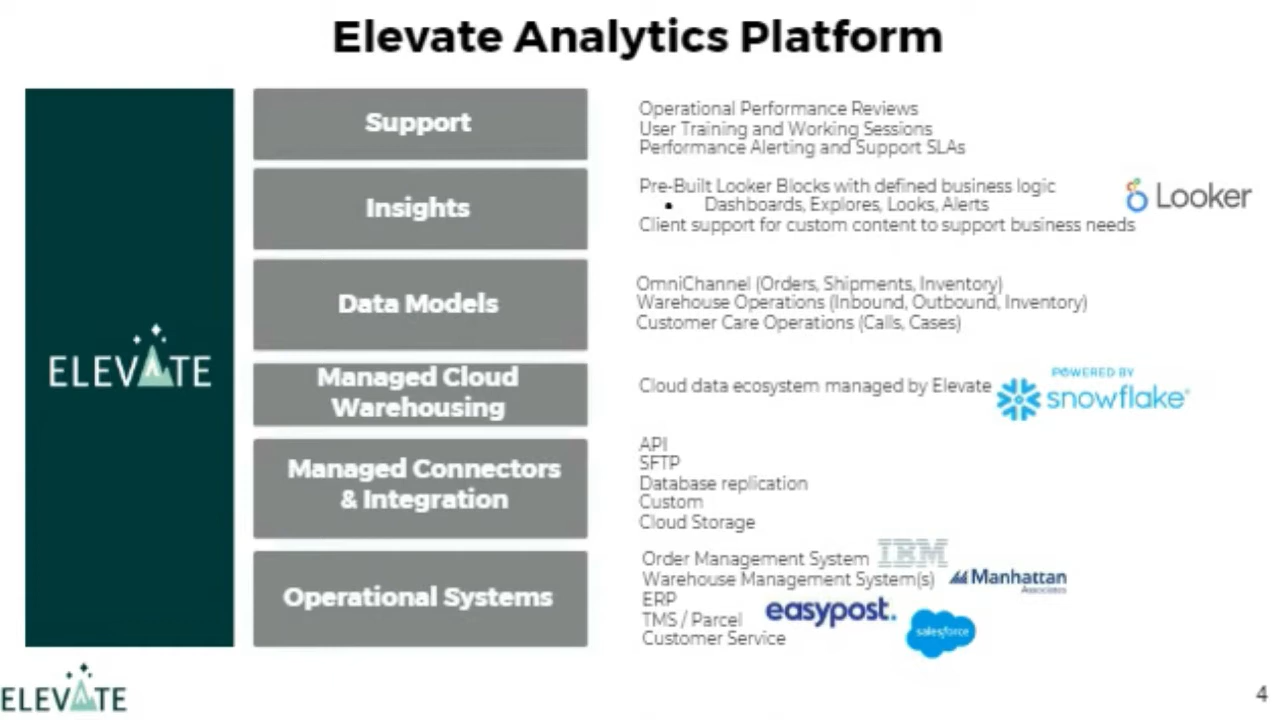 Elevate Analytics Platform
ELEVATE
Support
Operational Performance Reviews
User Training and Working Sessions
Performance Alerting and Support SLAs
Insights
Pre-Built Looker Blocks with defined business logic
• Dashboards, Explores, Looks, Alerts
Client support for custom content to support business needs
Looker
Data Models
OmniChannel (Orders, Shipments, Inventory)
Warehouse Operations (Inbound, Outbound, Inventory)
Customer Care Operations (Calls, Cases)
Managed Cloud
Warehousing
Cloud data ecosystem managed by Elevate
POWERED BY
snowflake
Managed Connectors
& Integration
API
SFTP
Database replication
Custom
Cloud Storage
Operational Systems
Order Management System
IBM
Warehouse Management System(s)
Manhattan
Associates
ERP
TMS / Parcel
easypost.
Customer Service
salesforce
ELEVATE
4